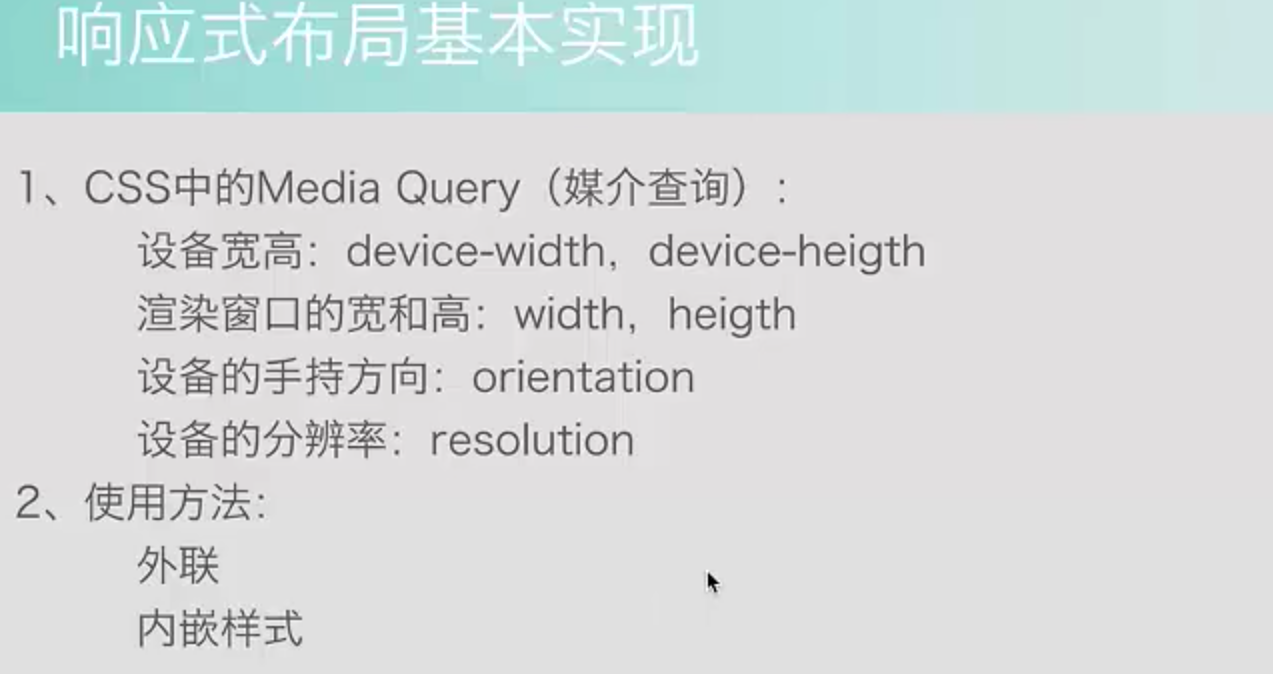 响应式布局基本实现
1、CSS中的Media Query（媒介查询）:
设备宽高：device-width，device-heigth
渲染窗口的宽和高：width，heigth
设备的手持方向：orientation
设备的分辨率：resolution
2、使用方法：
外联
内嵌样式